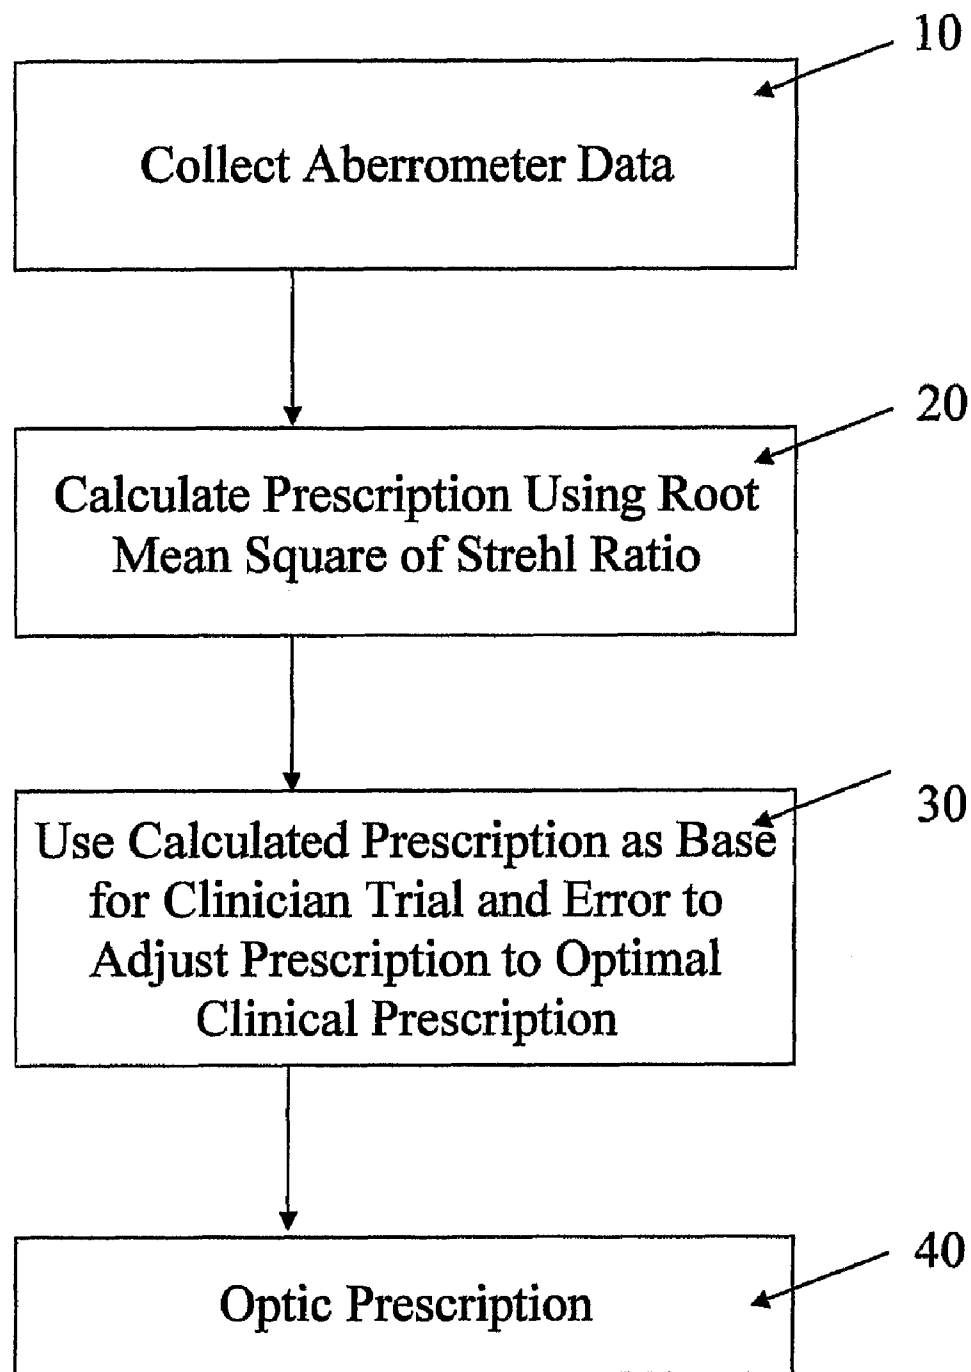 10
Collect Aberrometer Data
20
Calculate Prescription Using Root
Mean Square of Strehl Ratio
30
Use Calculated Prescription as Base
for Clinician Trial and Error to
Adjust Prescription to Optimal
Clinical Prescription
40
Optic Prescription